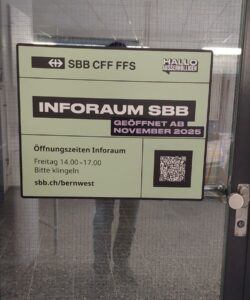 SBB CFF FFS
HALLO
AUSSERHOLLIGEN
INFORAUM SBB
GEÖFFNET AB
NOVEMBER 2025
Öffnungszeiten Inforaum
Freitag 14.00–17.00
Bitte klingeln
sbb.ch/bernwest